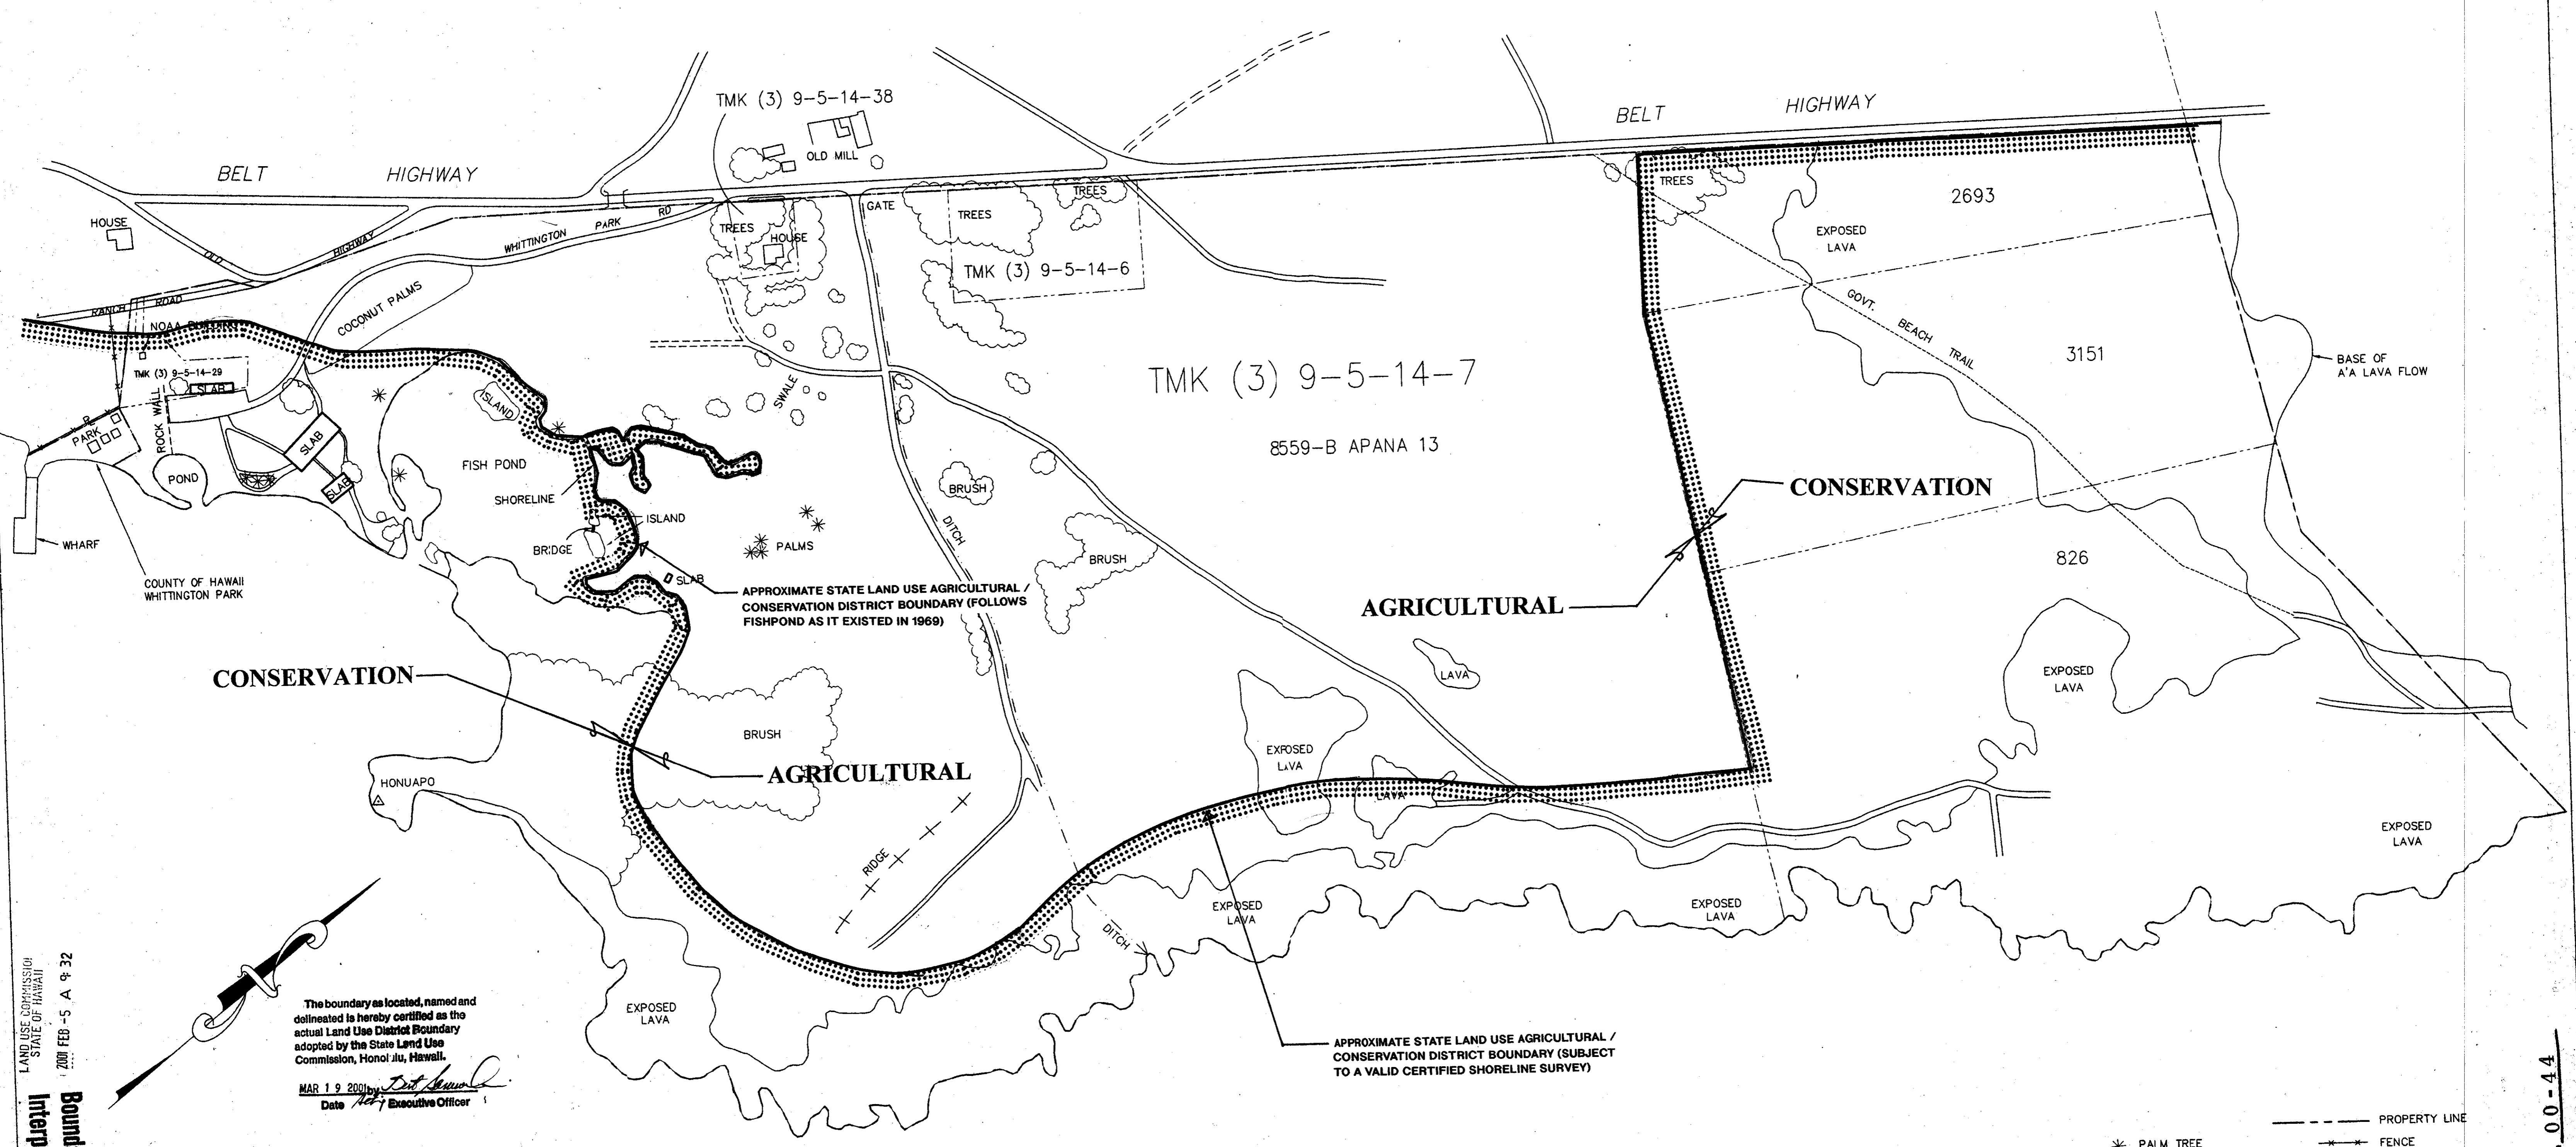 TMK (3) 9-5-14-38
OLD MILL
BELT HIGHWAY
BELT HIGHWAY
HOUSE
OLD HIGHWAY
WHITTINGTON PARK RD
TREES
HOUSE
GATE
TREES
TREES
TMK (3) 9-5-14-6
TREES
2693
EXPOSED
LAVA
GOVT. BEACH TRAIL
3151
BASE OF
A'A LAVA FLOW
RANCH ROAD
NOAA BUILDING
COCONUT PALMS
TMK (3) 9-5-14-29
SLAB
ROCK WALL
PARK
SLAB
SLAB
POND
ISLAND
FISH POND
SHORELINE
ISLAND
BRIDGE
SWALE
TMK (3) 9-5-14-7
8559-B APANA 13
BRUSH
DITCH
BRUSH
PALMS
SLAB
WHARF
COUNTY OF HAWAII
WHITTINGTON PARK
APPROXIMATE STATE LAND USE AGRICULTURAL /
CONSERVATION DISTRICT BOUNDARY (FOLLOWS
FISHPOND AS IT EXISTED IN 1969)
CONSERVATION
AGRICULTURAL
826
LAVA
EXPOSED
LAVA
CONSERVATION
BRUSH
AGRICULTURAL
EXPOSED
LAVA
LAVA
HONUAPO
RIDGE
EXPOSED
LAVA
EXPOSED
LAVA
EXPOSED
LAVA
DITCH
EXPOSED
LAVA
APPROXIMATE STATE LAND USE AGRICULTURAL /
CONSERVATION DISTRICT BOUNDARY (SUBJECT
TO A VALID CERTIFIED SHORELINE SURVEY)
The boundary as located, named and
delineated is hereby certified as the
actual Land Use District Boundary
adopted by the State Land Use
Commission, Honolulu, Hawaii.
MAR 19 2001 by
Date Executive Officer
LAND USE COMMISSION
STATE OF HAWAII
2001 FEB -5 A 9: 32
Bound
Interp
00-44
PROPERTY LINE
PALM TREE
FENCE